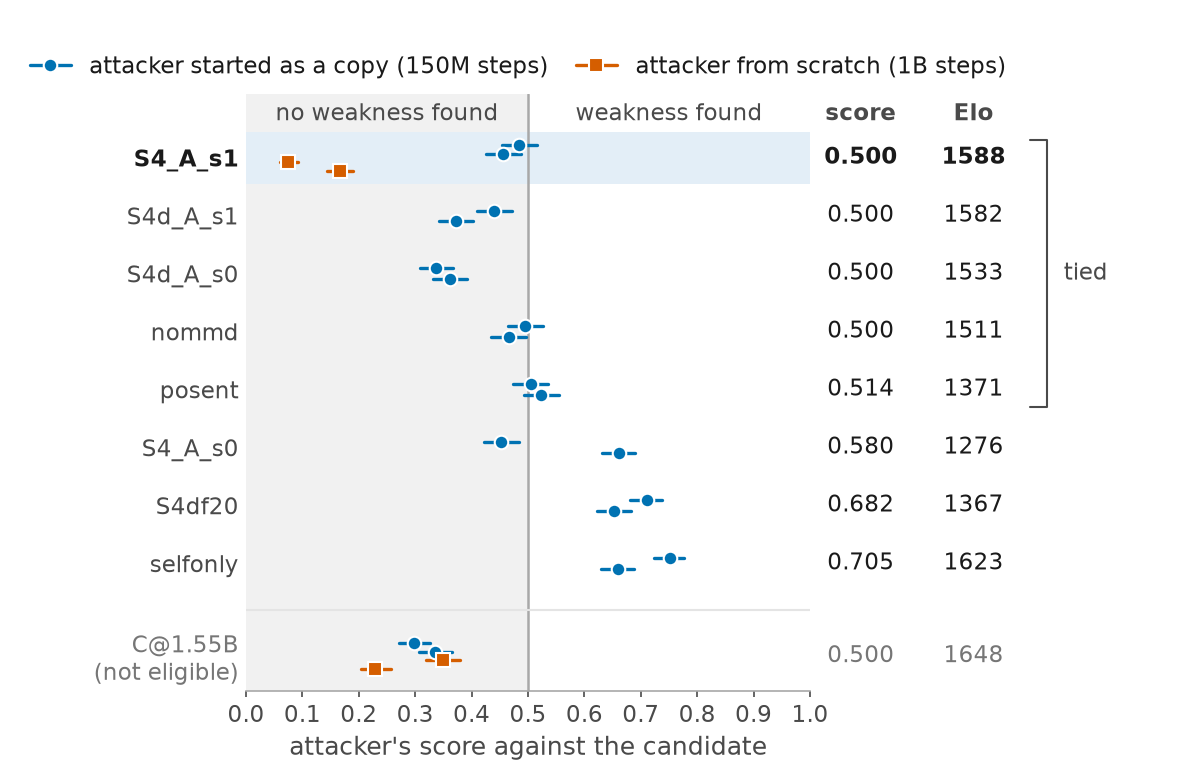 attacker started as a copy (150M steps) attacker from scratch (1B steps)
no weakness found weakness found score Elo
S4_A_s1 0.500 1588
S4d_A_s1 0.500 1582
S4d_A_s0 0.500 1533 tied
nommd 0.500 1511
posent 0.514 1371
S4_A_s0 0.580 1276
S4df20 0.682 1367
selfonly 0.705 1623
C@1.55B
(not eligible) 0.500 1648
0.0 0.1 0.2 0.3 0.4 0.5 0.6 0.7 0.8 0.9 1.0
attacker's score against the candidate